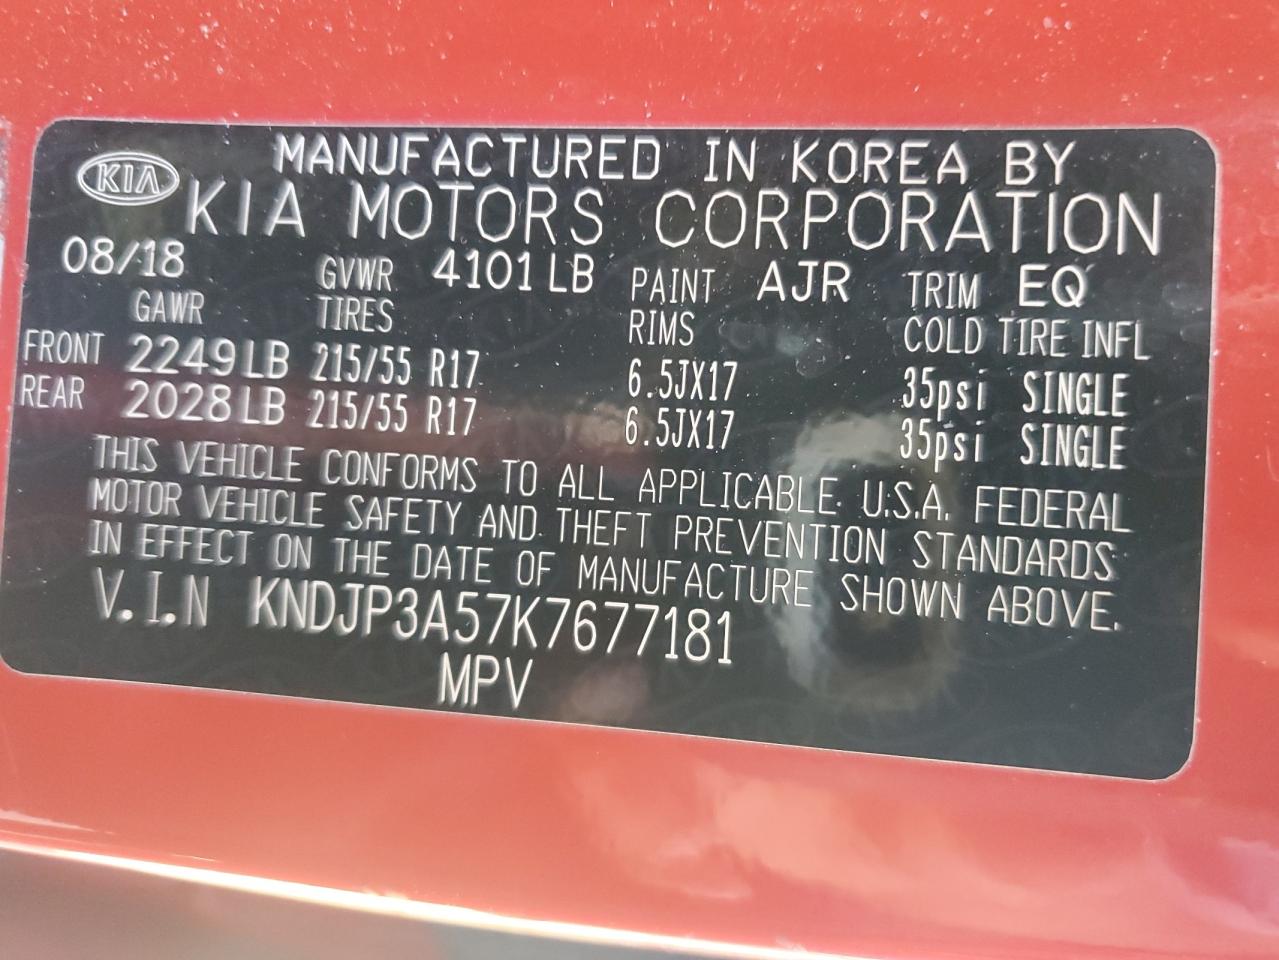 MANUFACTURED IN KOREA BY
KIA KIA MOTORS CORPORATION
08/18 GVWR 4101 LB PAINT AJR TRIM EQ
GAWR TIRES RIMS COLD TIRE INFL
FRONT 2249 LB 215/55 R17 6.5JX17 35psi SINGLE
REAR 2028 LB 215/55 R17 6.5JX17 35psi SINGLE
THIS VEHICLE CONFORMS TO ALL APPLICABLE U.S.A. FEDERAL
MOTOR VEHICLE SAFETY AND THEFT PREVENTION STANDARDS
IN EFFECT ON THE DATE OF MANUFACTURE SHOWN ABOVE.
V.I.N KNDJP3A57K7677181
MPV